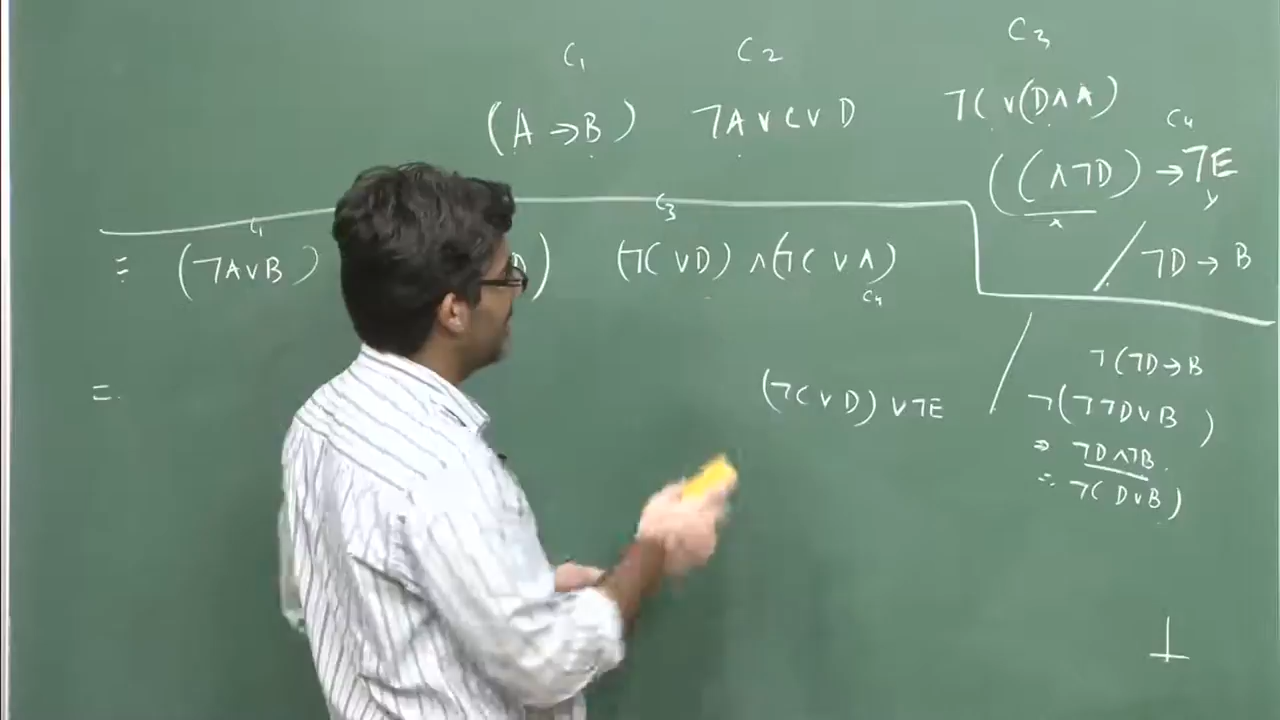 C₁ C₂ C₃
(A → B) ¬A ∨ C ∨ D ¬C ∨ (D ∧ A)
C₄
((∧¬D) → ¬E
x y
/ ¬D → B
C₁ C₃
≡ (¬A∨B) D) (¬C ∨ D) ∧ (¬C ∨ A)
C₄
¬(¬D → B
= (¬C ∨ D) ∨ ¬E / ¬(¬¬D ∨ B)
⇒ ¬D ∧ ¬B.
∴ ¬(D ∨ B)
⊥